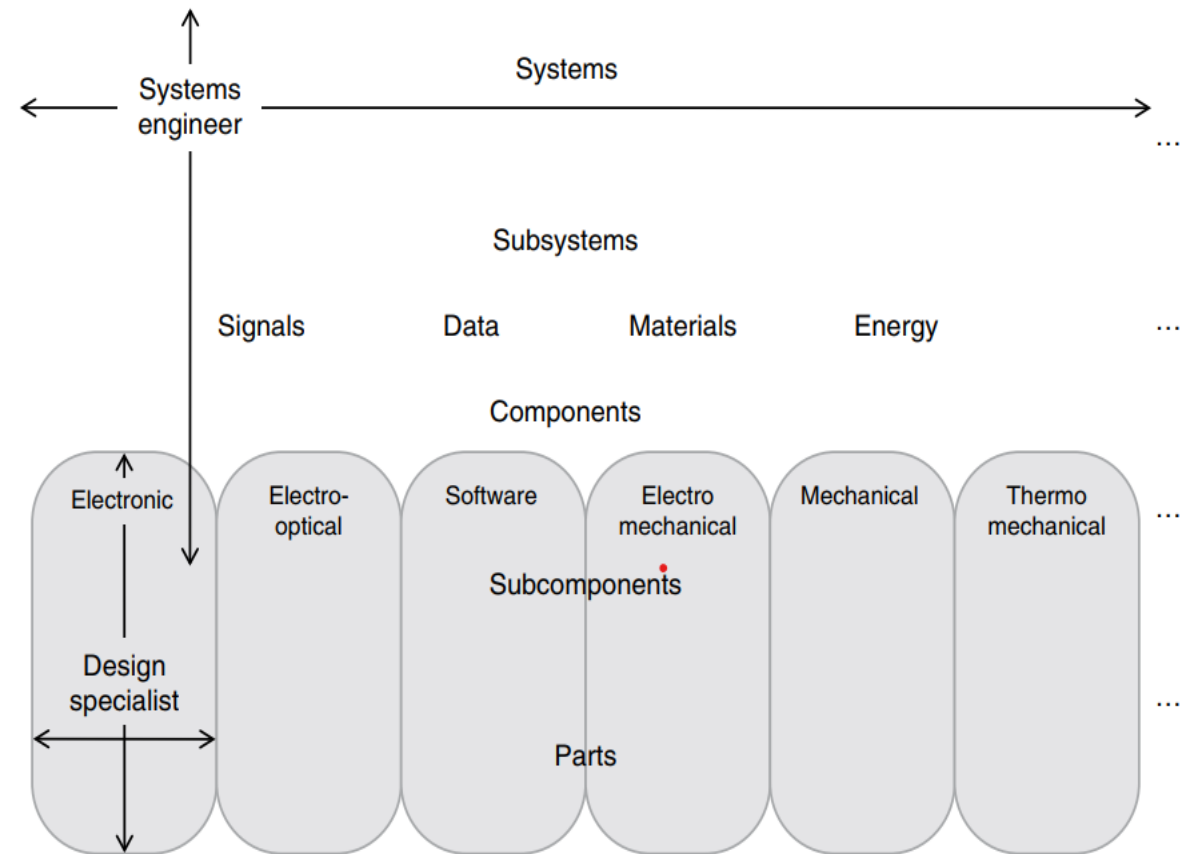 Systems
Systems
engineer
...
Subsystems
Signals
Data
Materials
Energy
...
Components
Electronic
Electro-
optical
Software
Electro
mechanical
Mechanical
Thermo
mechanical
...
Subcomponents
Design
specialist
...
Parts